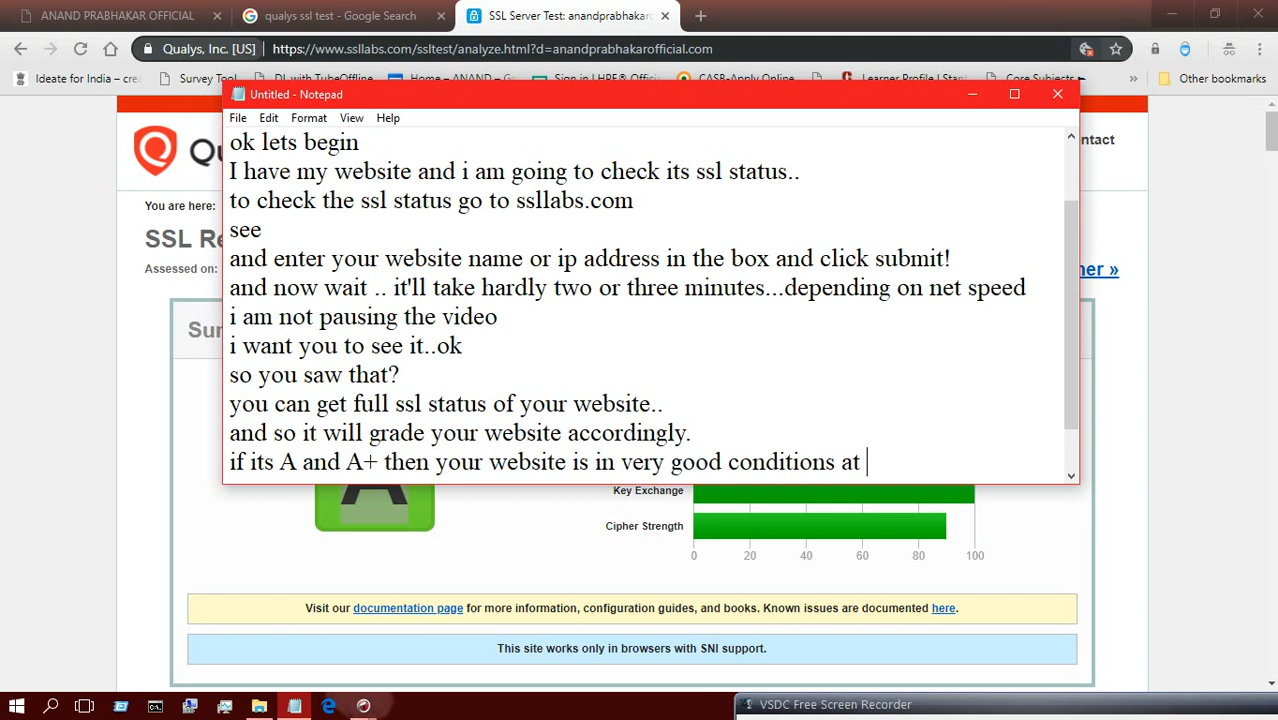 ANAND PRABHAKAR OFFICIAL
qualys ssl test - Google Search
SSL Server Test: anandprabhakar
Qualys, Inc. [US]
https://www.ssllabs.com/ssltest/analyze.html?d=anandprabhakarofficial.com
Ideate for India –
Survey Tool
DL with TubeOffline
Home – ANAND –
Sign in
CASB-Apply Online
Learner Profile |
Core Subjects
»
Other bookmarks
Untitled - Notepad
File Edit Format View Help
ok lets begin
I have my website and i am going to check its ssl status..
to check the ssl status go to ssllabs.com
see
and enter your website name or ip address in the box and click submit!
and now wait .. it'll take hardly two or three minutes...depending on net speed
i am not pausing the video
i want you to see it..ok
so you saw that?
you can get full ssl status of your website..
and so it will grade your website accordingly.
if its A and A+ then your website is in very good conditions at
You are here:
SSL Re
Assessed on:
ntact
her »
Sum
A
Key Exchange
Cipher Strength
0 20 40 60 80 100
Visit our documentation page for more information, configuration guides, and books. Known issues are documented here.
This site works only in browsers with SNI support.
VSDC Free Screen Recorder